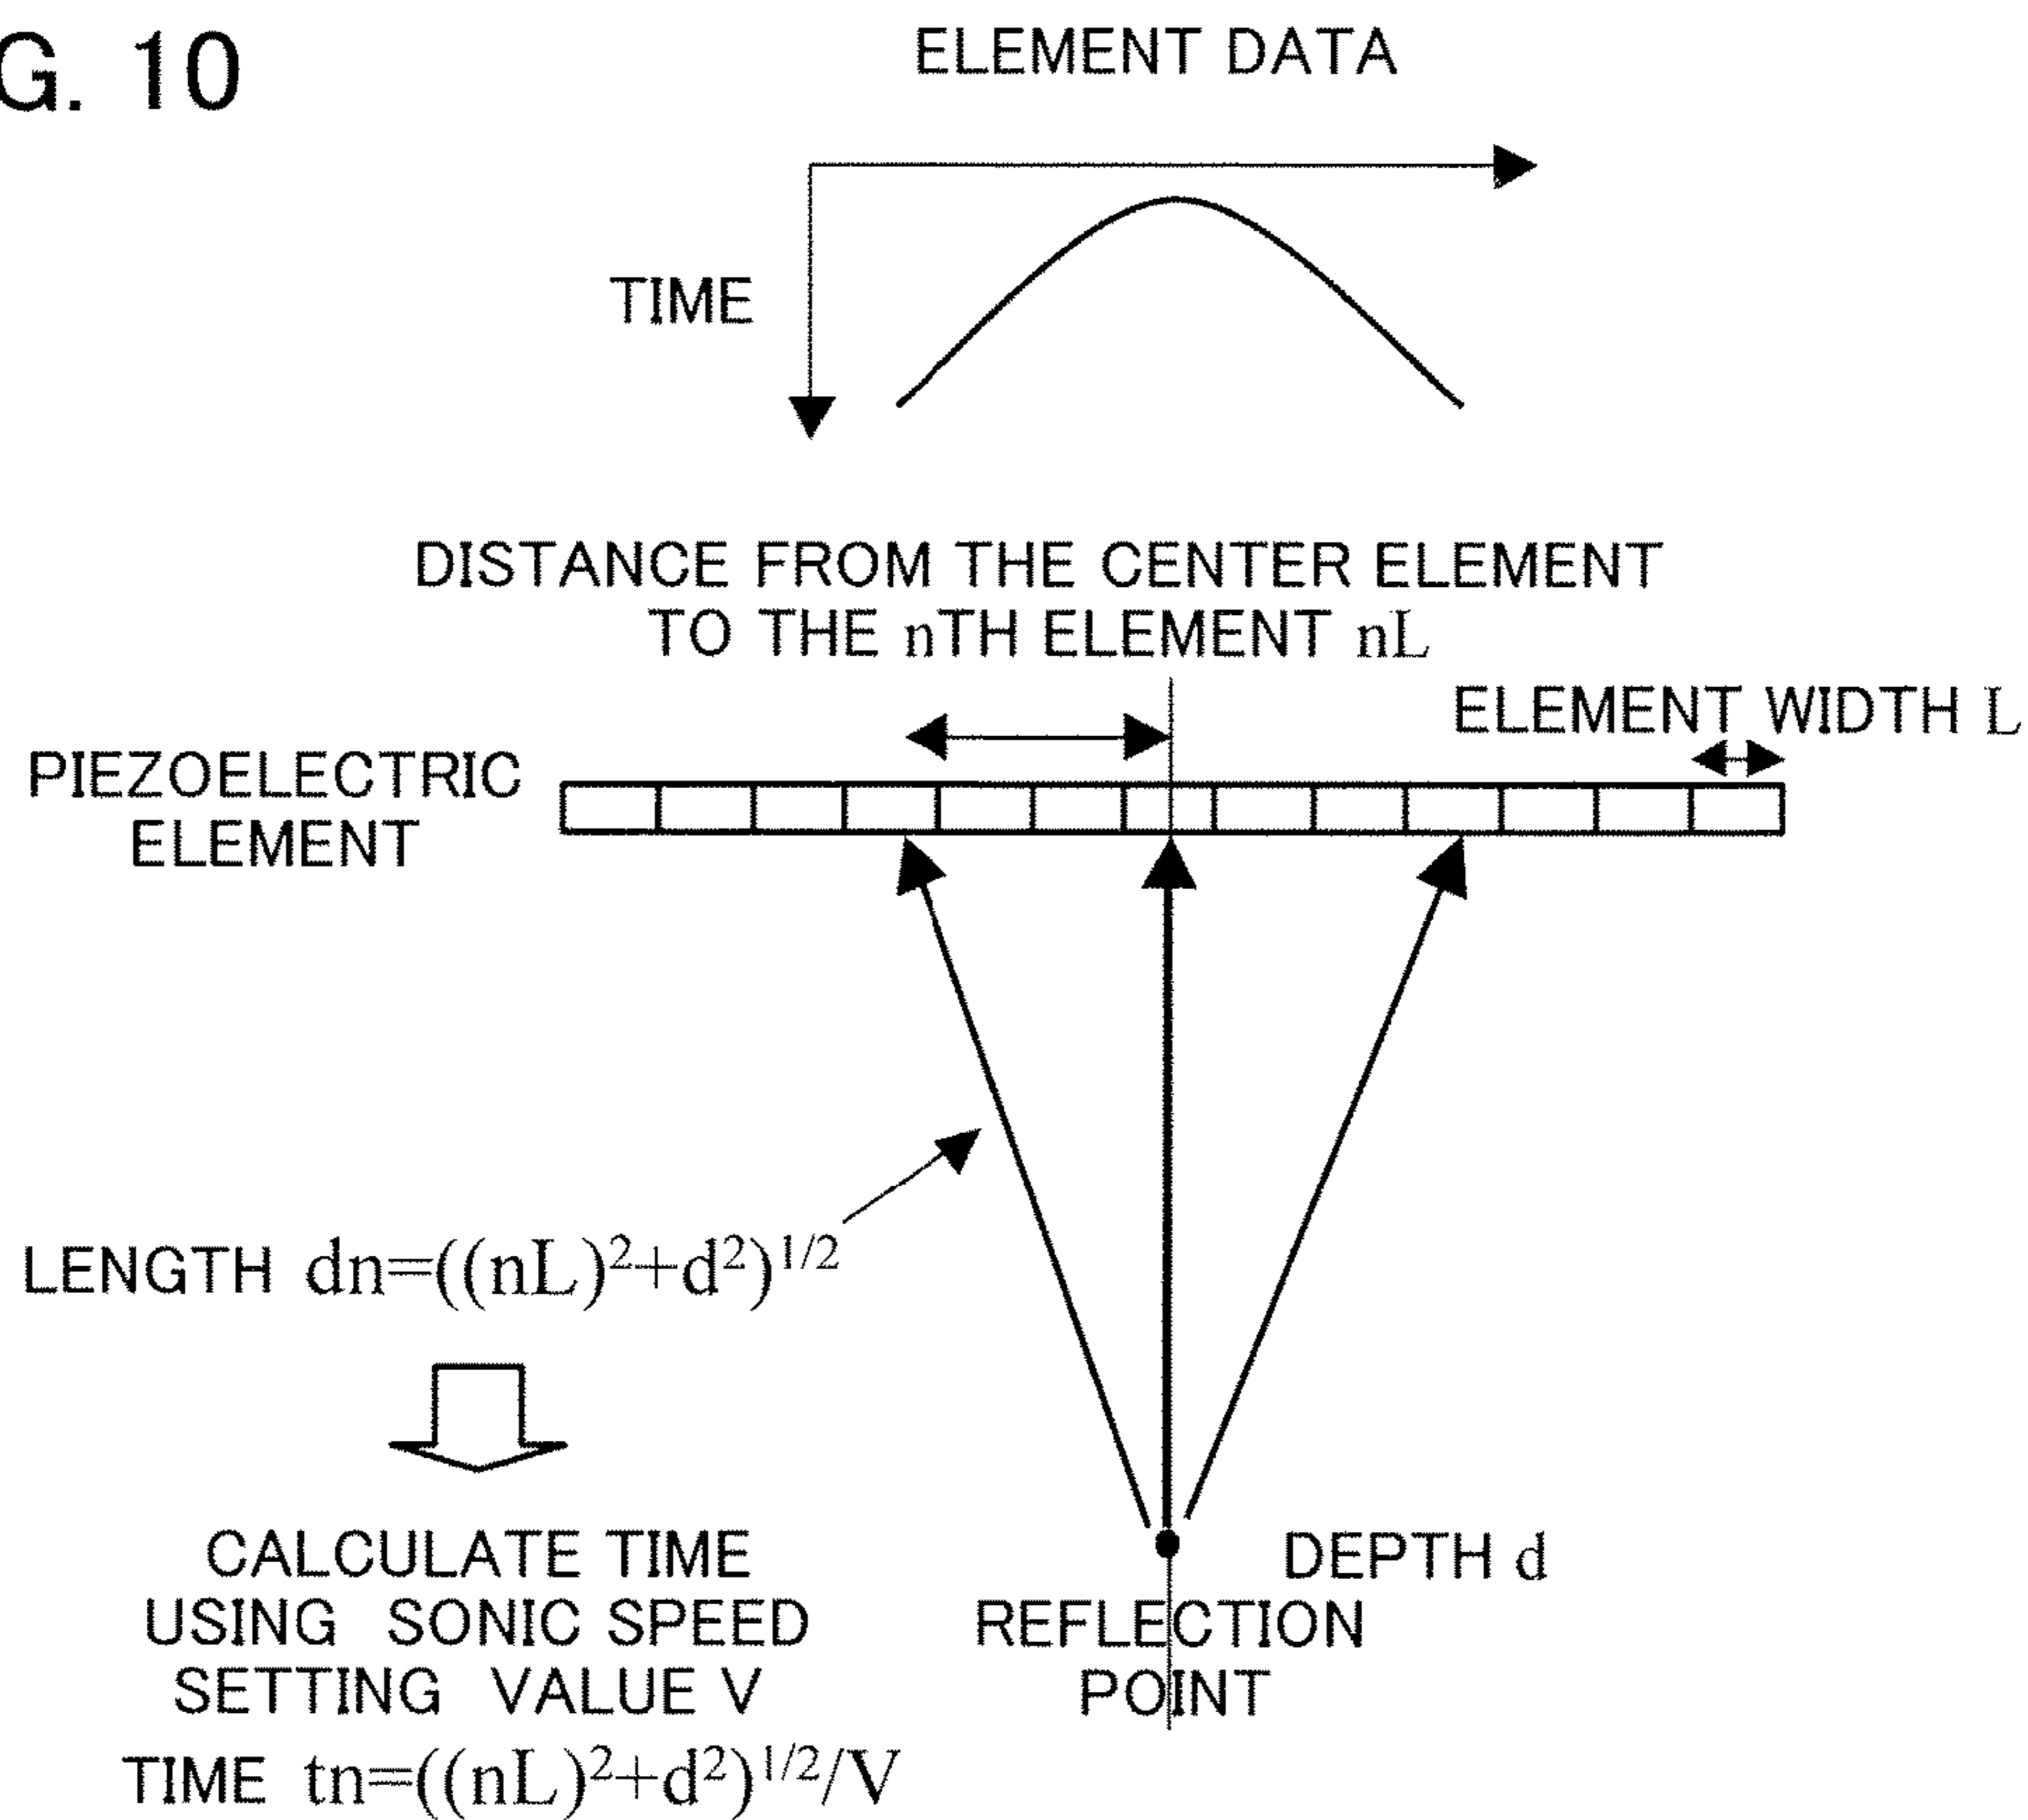 G. 10
ELEMENT DATA
TIME
DISTANCE FROM THE CENTER ELEMENT
TO THE nTH ELEMENT nL
ELEMENT WIDTH L
PIEZOELECTRIC
ELEMENT
LENGTH dn=((nL)²+d²)¹/²
CALCULATE TIME
USING SONIC SPEED
SETTING VALUE V
TIME tn=((nL)²+d²)¹/²/V
DEPTH d
REFLECTION
POINT